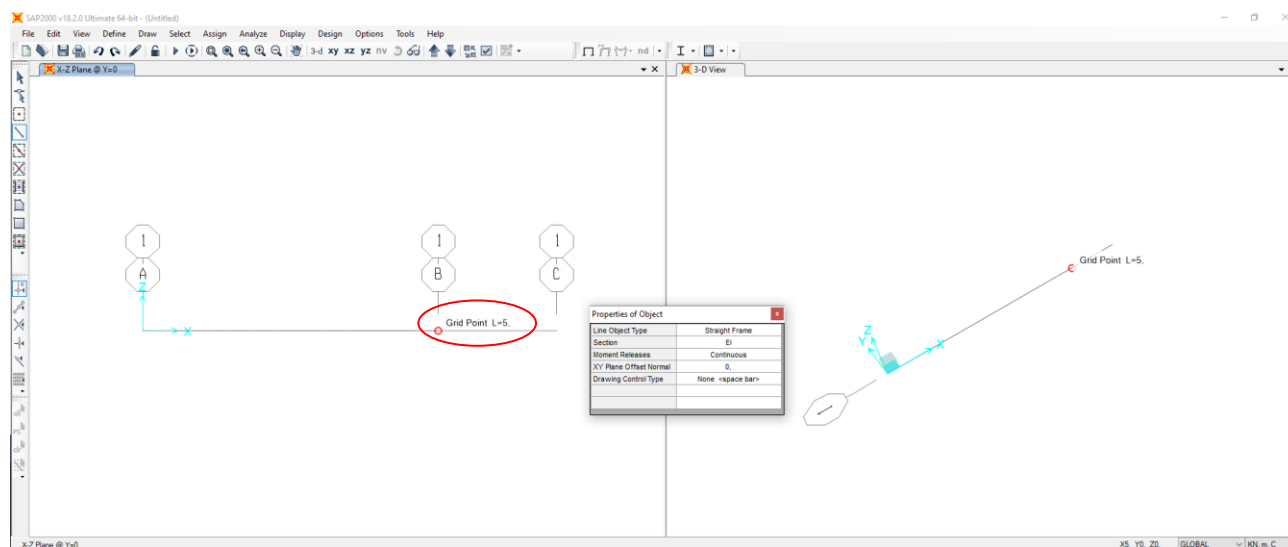 SAP2000 v18.2.0 Ultimate 64-bit - (Untitled)
File Edit View Define Draw Select Assign Analyze Display Design Options Tools Help
3-d xy xz yz nv
nd
X-Z Plane @ Y=0
3-D View
1
1
1
A
B
C
Z
X
Grid Point L=5,
Properties of Object
Line Object Type Straight Frame
Section EI
Moment Releases Continuous
XY Plane Offset Normal 0,
Drawing Control Type None <space bar>
Grid Point L=5,
Z
Y
X
X-Z Plane @ Y=0
X5, Y0, Z0, GLOBAL KN, m, C